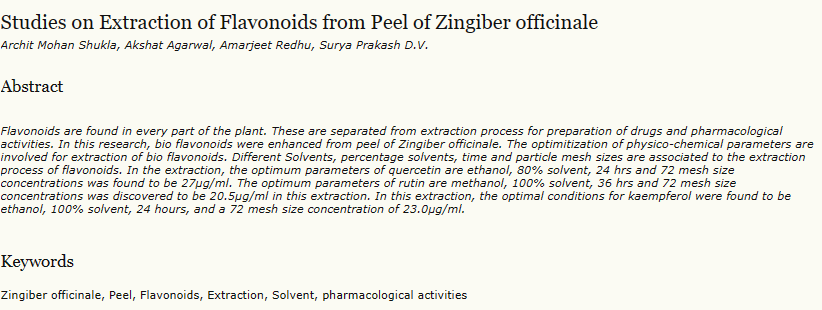 Studies on Extraction of Flavonoids from Peel of Zingiber officinale
Archit Mohan Shukla, Akshat Agarwal, Amarjeet Redhu, Surya Prakash D.V.
Abstract
Flavonoids are found in every part of the plant. These are separated from extraction process for preparation of drugs and pharmacological
activities. In this research, bio flavonoids were enhanced from peel of Zingiber officinale. The optimitization of physico-chemical parameters are
involved for extraction of bio flavonoids. Different Solvents, percentage solvents, time and particle mesh sizes are associated to the extraction
process of flavonoids. In the extraction, the optimum parameters of quercetin are ethanol, 80% solvent, 24 hrs and 72 mesh size
concentrations was found to be 27µg/ml. The optimum parameters of rutin are methanol, 100% solvent, 36 hrs and 72 mesh size
concentrations was discovered to be 20.5µg/ml in this extraction. In this extraction, the optimal conditions for kaempferol were found to be
ethanol, 100% solvent, 24 hours, and a 72 mesh size concentration of 23.0µg/ml.
Keywords
Zingiber officinale, Peel, Flavonoids, Extraction, Solvent, pharmacological activities